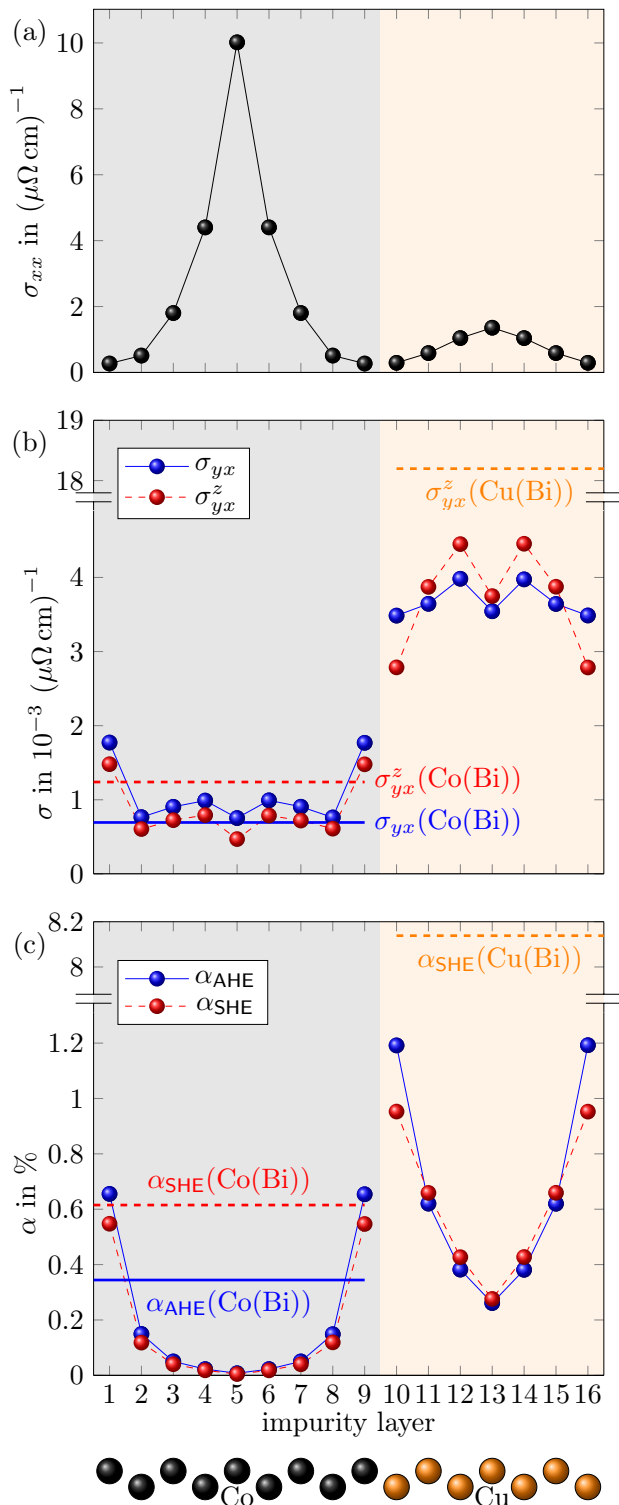 (a)
σxx in (μΩ cm)−1
10
8
6
4
2
0
(b)
σ in 10−3 (μΩ cm)−1
19
18
4
3
2
1
0
σyx
σzyx
σzyx(Cu(Bi))
σzyx(Co(Bi))
σyx(Co(Bi))
(c)
α in %
8.2
8
1.2
1
0.8
0.6
0.4
0.2
0
αAHE
αSHE
αSHE(Cu(Bi))
αSHE(Co(Bi))
αAHE(Co(Bi))
1 2 3 4 5 6 7 8 9 10 11 12 13 14 15 16
impurity layer
Co Cu